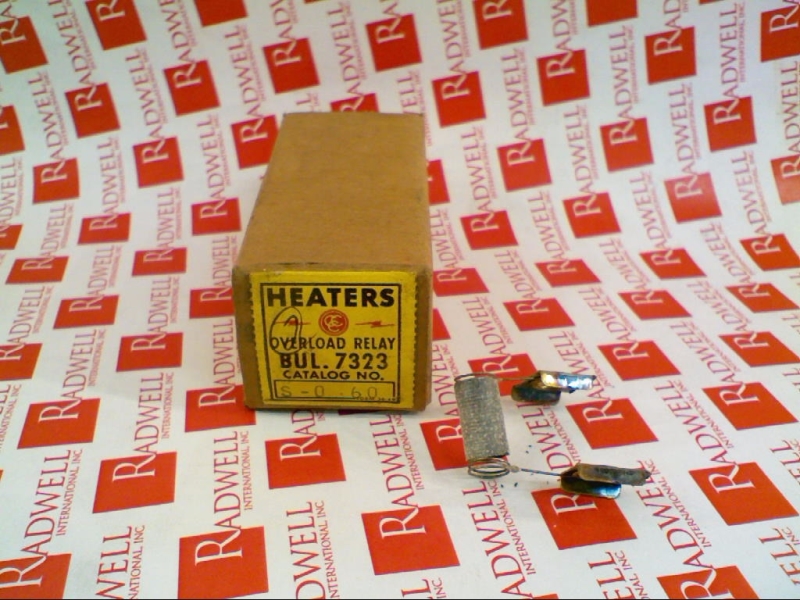 HEATERS
OVERLOAD RELAY
BUL. 7323
CATALOG NO.
S-0.60
RADWELL
INTERNATIONAL, INC